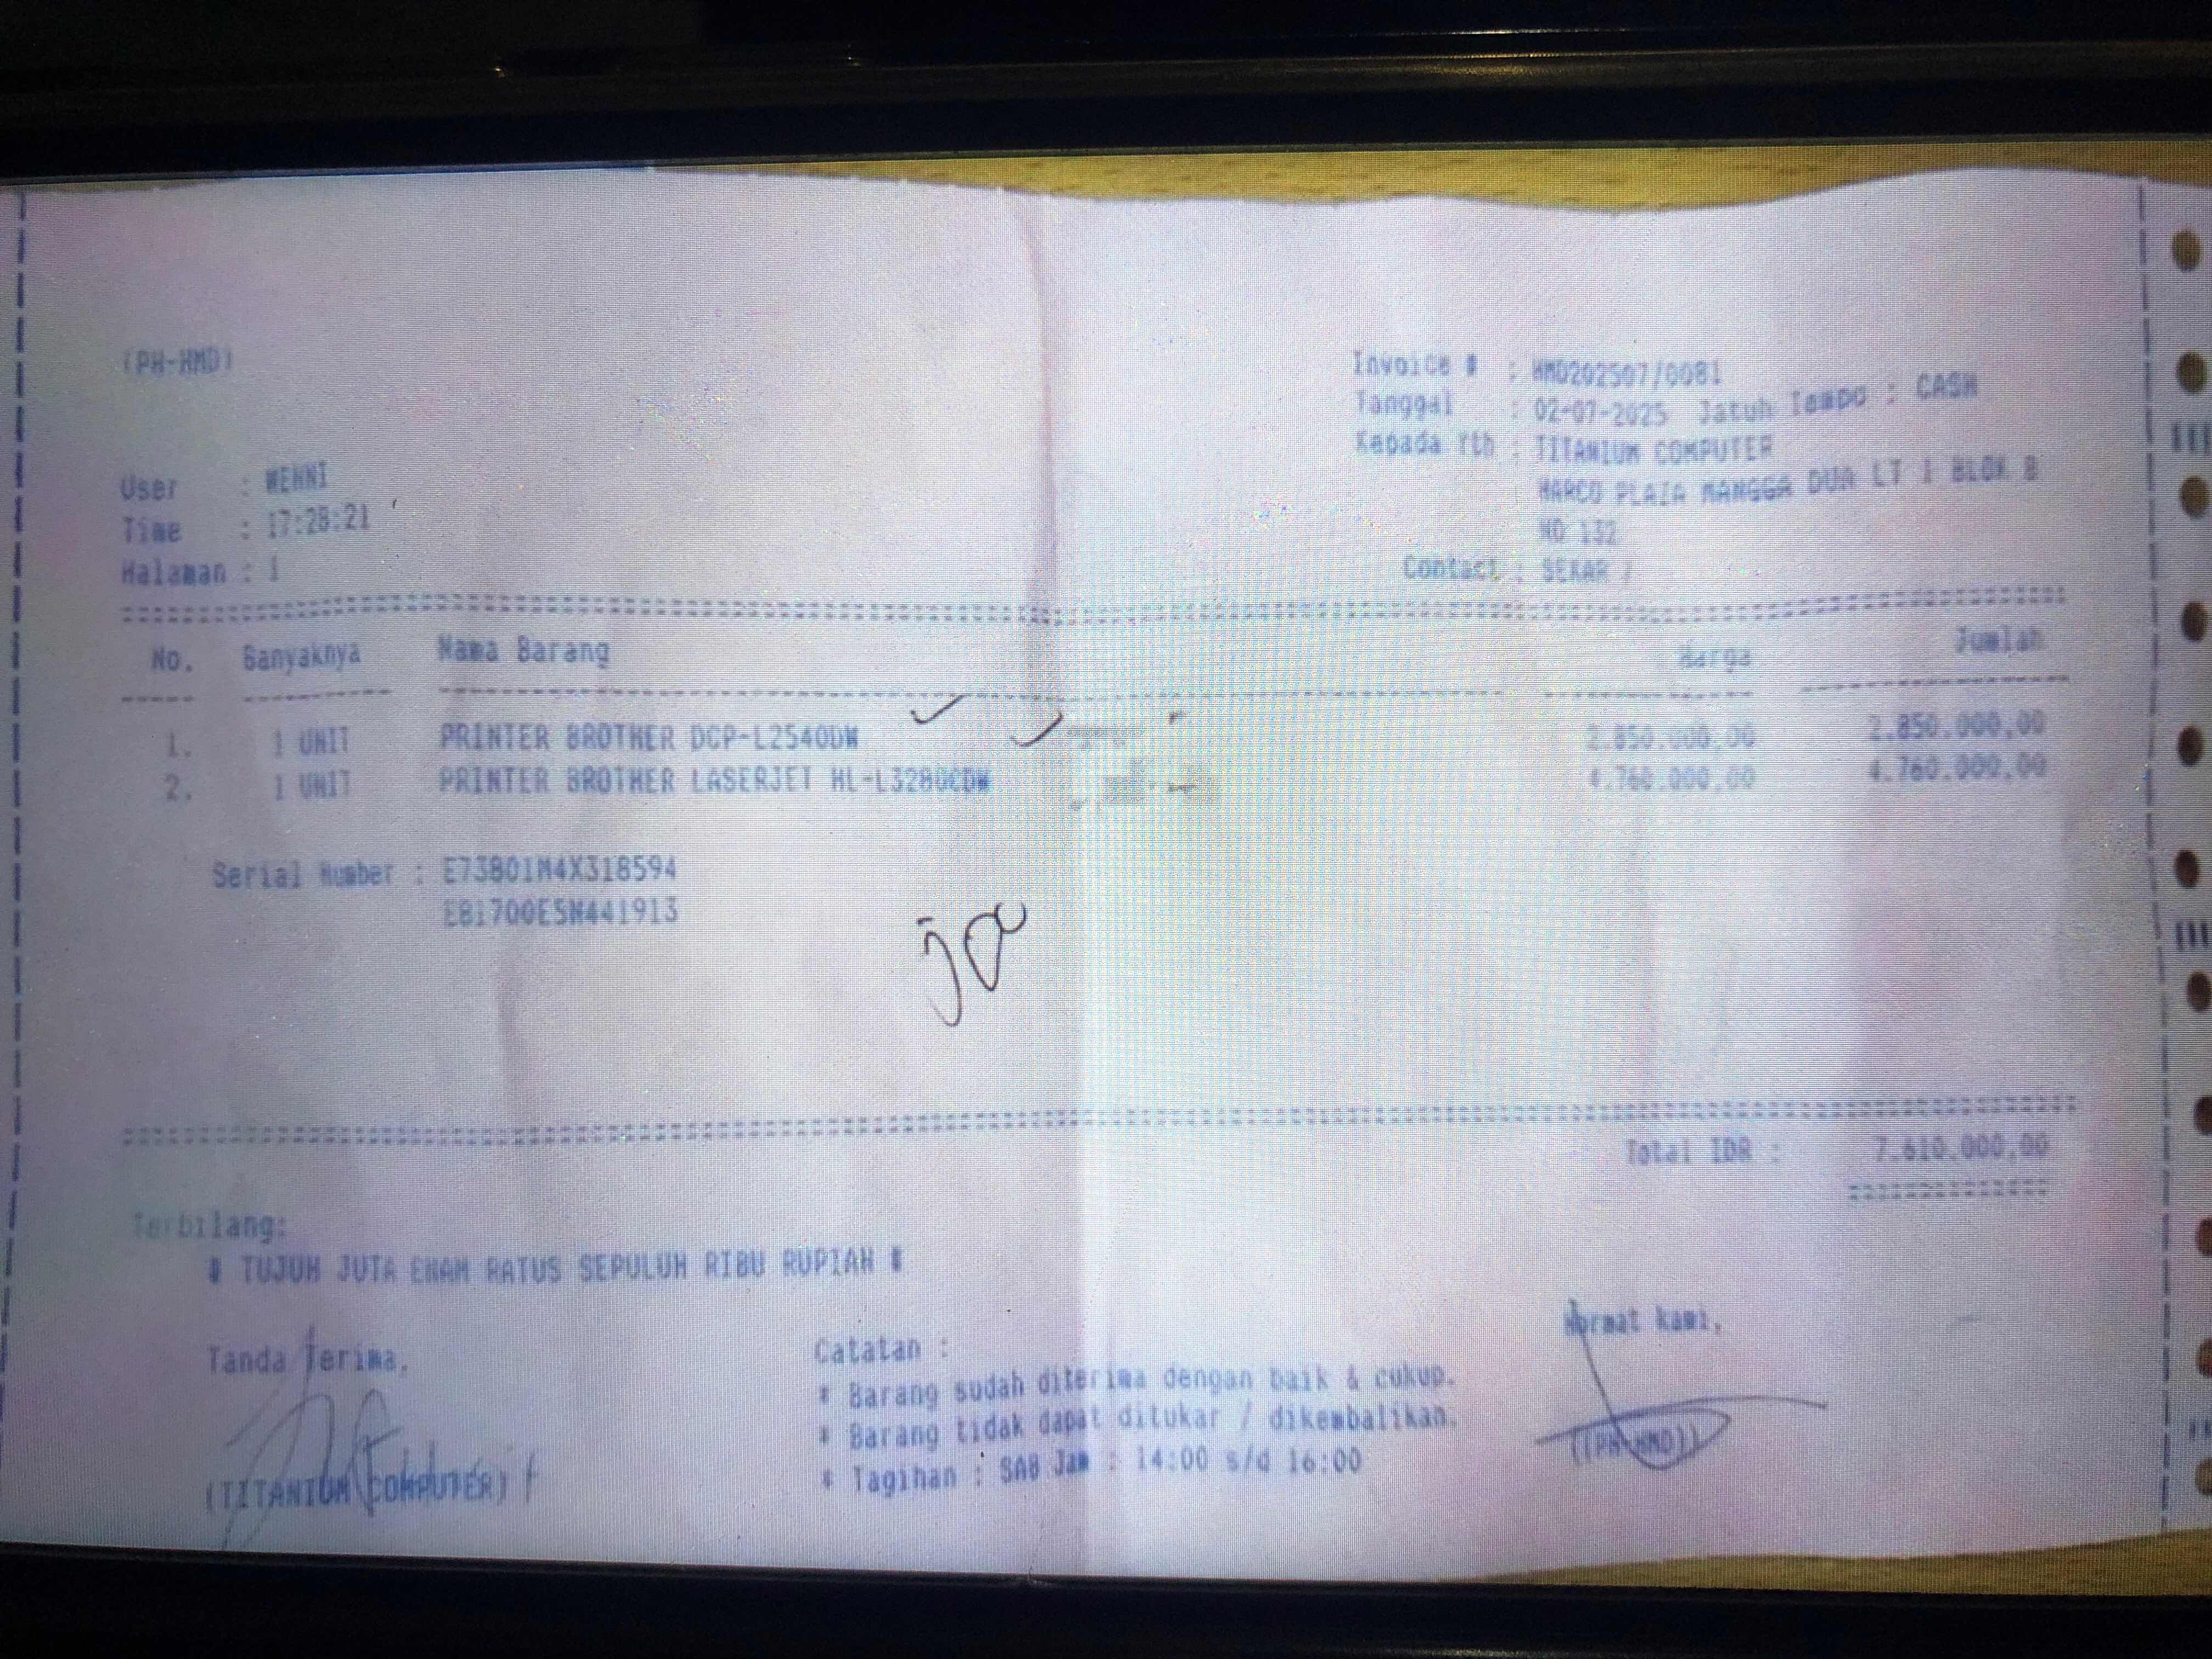 (PH-HMD)
Invoice # : HMD202507/0081
Tanggal : 02-07-2025 Jatuh Tempo : CASH
Kepada Yth : TITANIUM COMPUTER
HARCO PLAZA MANGGA DUA LT 1 BLOK B
NO 132
Contact : SEKAR /
User : WENNI
Time : 17:28:21
Halaman : 1
No. Banyaknya Nama Barang Harga Jumlah
1. 1 UNIT PRINTER BROTHER DCP-L2540DW 2.850.000,00 2.850.000,00
2. 1 UNIT PRINTER BROTHER LASERJET HL-L3280CDW 4.760.000,00 4.760.000,00
Serial Number : E73801M4X318594
E81700E5N441913
Total IDR : 7.610.000,00
Terbilang:
# TUJUH JUTA ENAM RATUS SEPULUH RIBU RUPIAH #
Tanda Terima,
(TITANIUM COMPUTER)
Catatan :
* Barang sudah diterima dengan baik & cukup.
* Barang tidak dapat ditukar / dikembalikan.
* Tagihan : SAB Jam : 14:00 s/d 16:00
Hormat kami,
((PH-HMD))